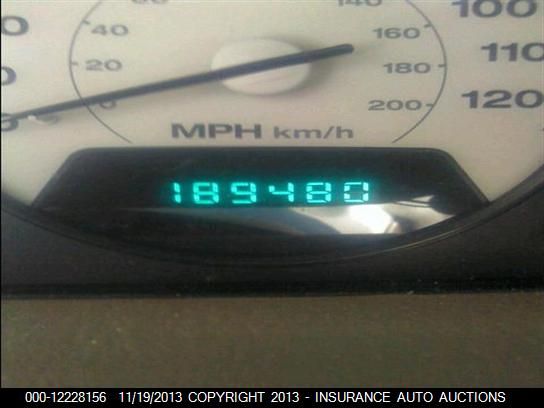 140 100
40 160 110
20 180
0 200 120
MPH km/h
189480
000-12228156 11/19/2013 COPYRIGHT 2013 - INSURANCE AUTO AUCTIONS